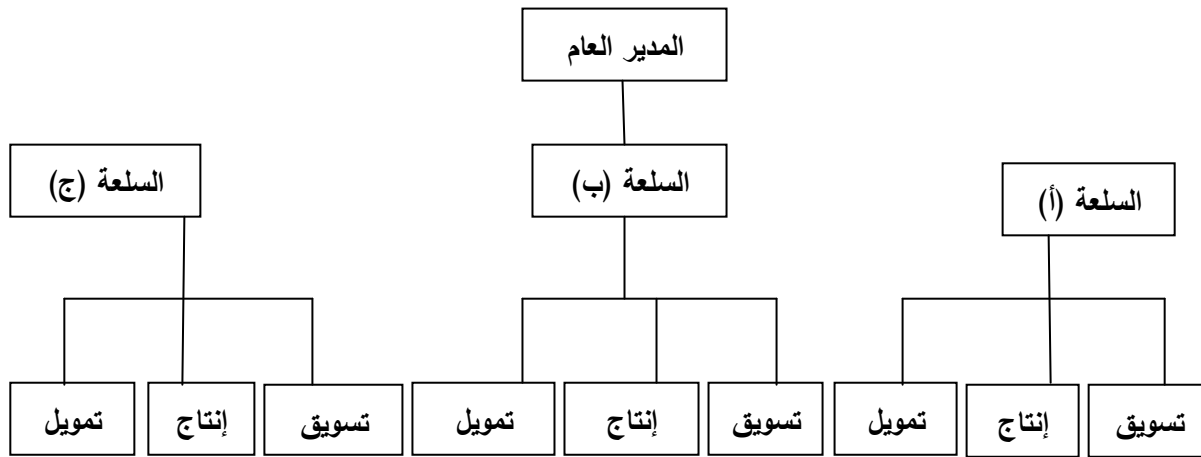 المدير العام
السلعة (أ)
السلعة (ب)
السلعة (ج)
تسويق
إنتاج
تمويل
تسويق
إنتاج
تمويل
تسويق
إنتاج
تمويل